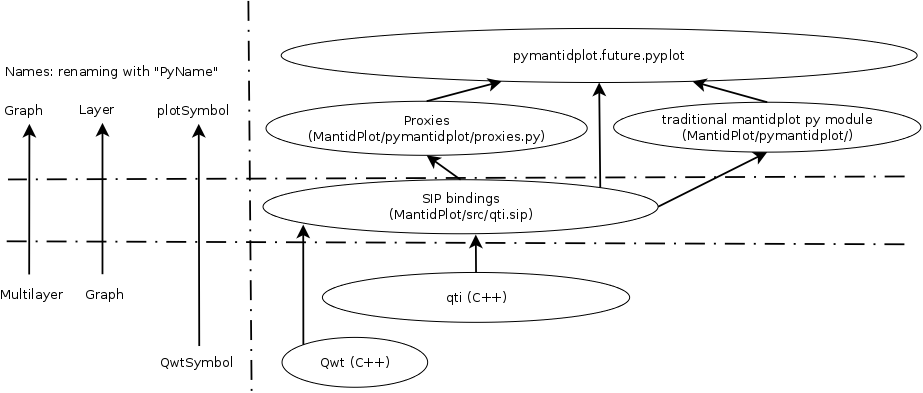 pymantidplot.future.pyplot
Names: renaming with "PyName"
Graph
Layer
plotSymbol
Proxies
(MantidPlot/pymantidplot/proxies.py)
traditional mantidplot py module
(MantidPlot/pymantidplot/)
SIP bindings
(MantidPlot/src/qti.sip)
Multilayer
Graph
qti (C++)
QwtSymbol
Qwt (C++)